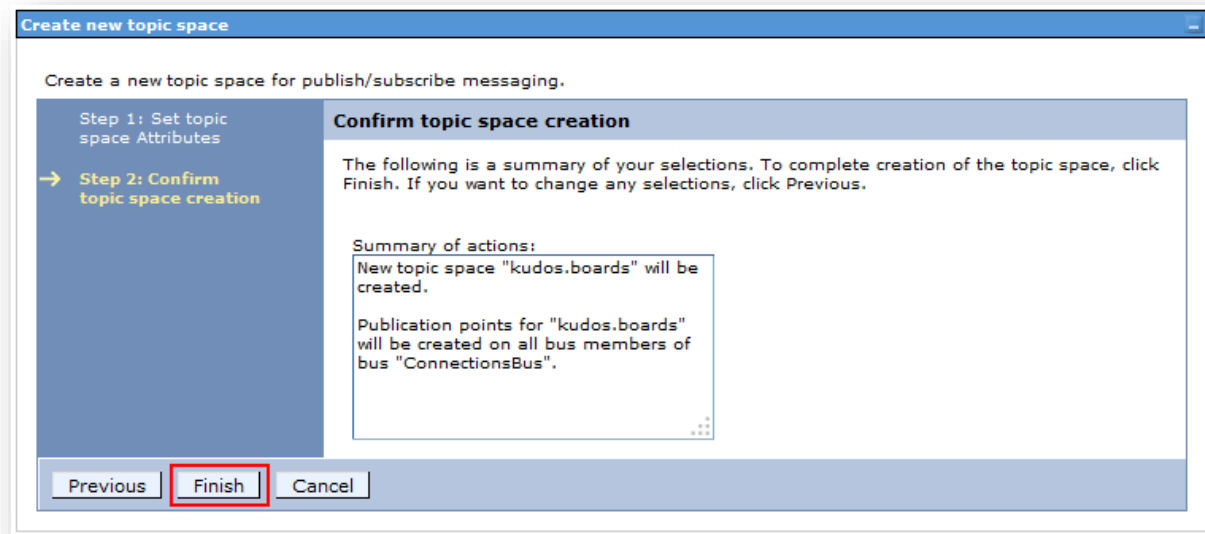 Create new topic space
Create a new topic space for publish/subscribe messaging.
Step 1: Set topic
space Attributes
Step 2: Confirm
topic space creation
Confirm topic space creation
The following is a summary of your selections. To complete creation of the topic space, click
Finish. If you want to change any selections, click Previous.
Summary of actions:
New topic space "kudos.boards" will be
created.
Publication points for "kudos.boards"
will be created on all bus members of
bus "ConnectionsBus".
Previous Finish Cancel